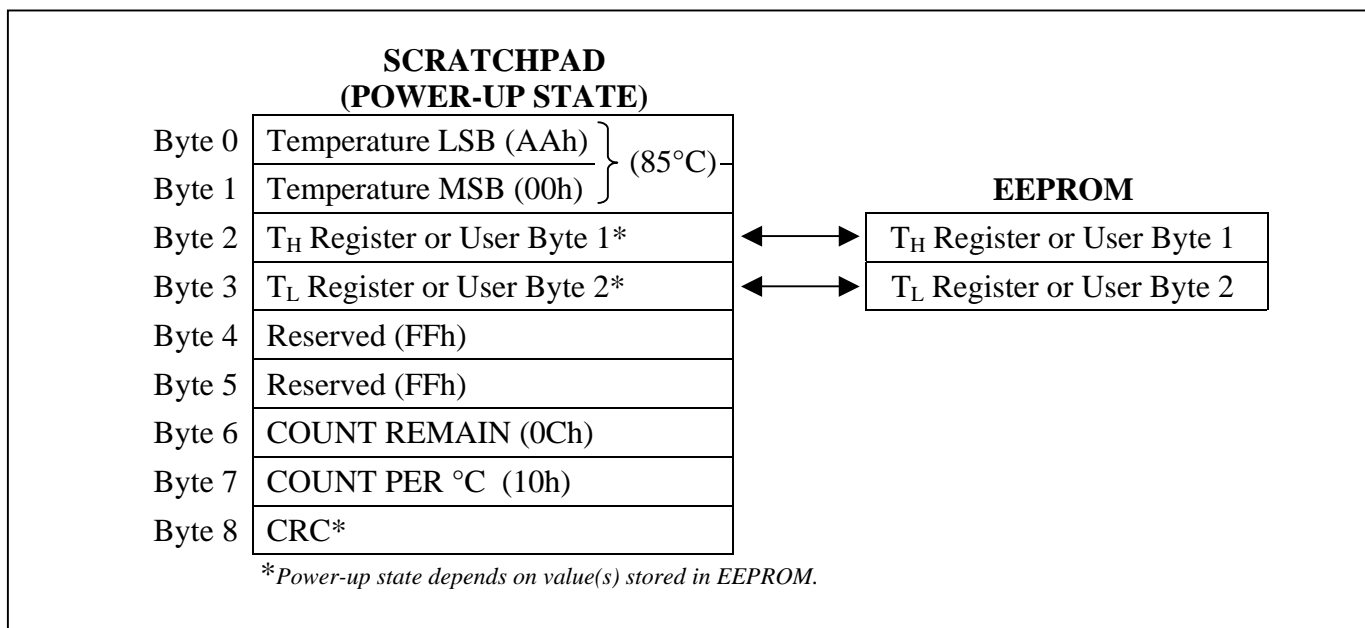 SCRATCHPAD
(POWER-UP STATE)
Byte 0 Temperature LSB (AAh)
(85°C)
Byte 1 Temperature MSB (00h)
EEPROM
Byte 2 TH Register or User Byte 1* TH Register or User Byte 1
Byte 3 TL Register or User Byte 2* TL Register or User Byte 2
Byte 4 Reserved (FFh)
Byte 5 Reserved (FFh)
Byte 6 COUNT REMAIN (0Ch)
Byte 7 COUNT PER °C (10h)
Byte 8 CRC*
*Power-up state depends on value(s) stored in EEPROM.